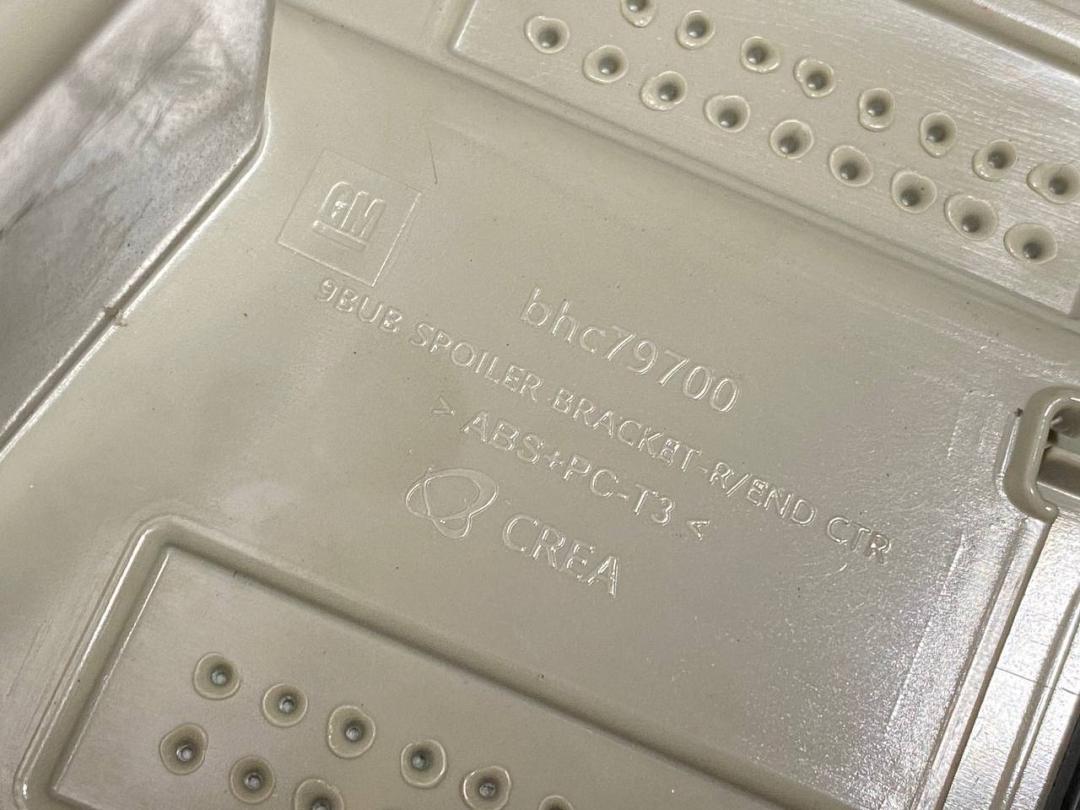 GM
bhc79700
9BUB SPOILER BRACKET-R/END CTR
> ABS+PC-T3 <
CREA